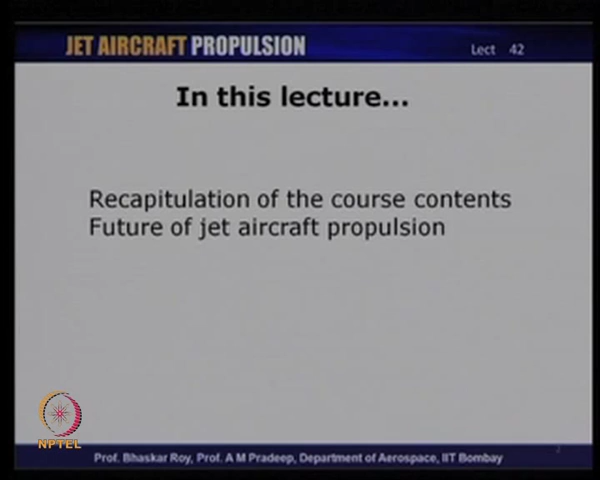 JET AIRCRAFT PROPULSION
Lect 42
In this lecture...
Recapitulation of the course contents
Future of jet aircraft propulsion
NPTEL
2
Prof. Bhaskar Roy, Prof. A M Pradeep, Department of Aerospace, IIT Bombay